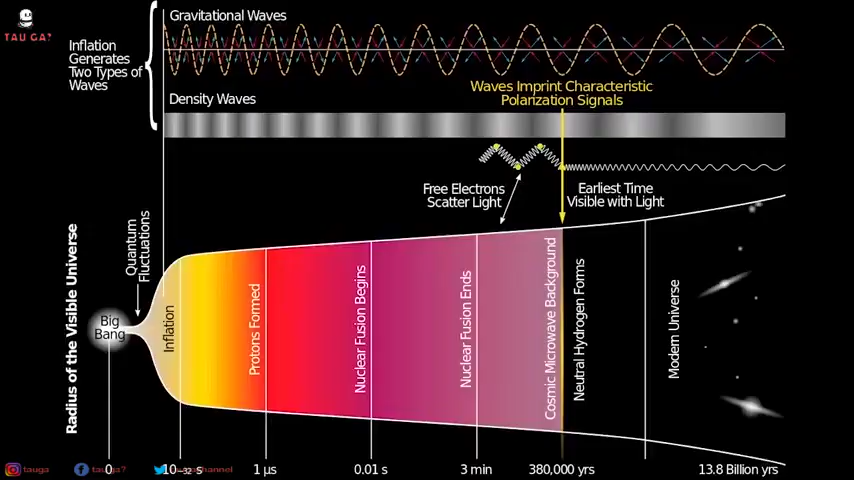 TAU GA?
Gravitational Waves
Inflation
Generates
Two Types of
Waves
Density Waves
Waves Imprint Characteristic
Polarization Signals
Free Electrons
Scatter Light
Earliest Time
Visible with Light
Radius of the Visible Universe
Quantum
Fluctuations
Big
Bang
Inflation
Protons Formed
Nuclear Fusion Begins
Nuclear Fusion Ends
Cosmic Microwave Background
Neutral Hydrogen Forms
Modern Universe
tauga
0
10⁻³² s
1 µs
0.01 s
3 min
380,000 yrs
13.8 Billion yrs